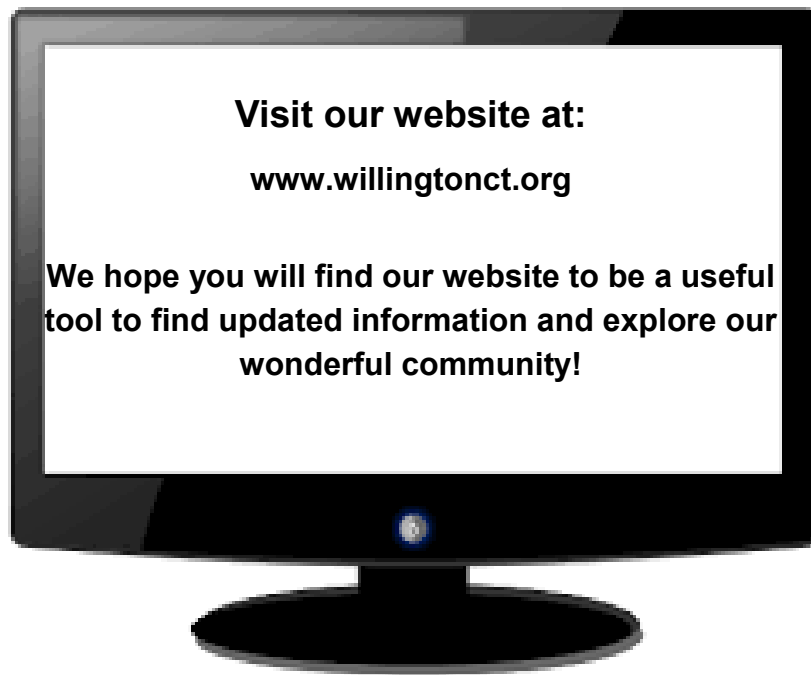 Visit our website at:
www.willingtonct.org
We hope you will find our website to be a useful
tool to find updated information and explore our
wonderful community!